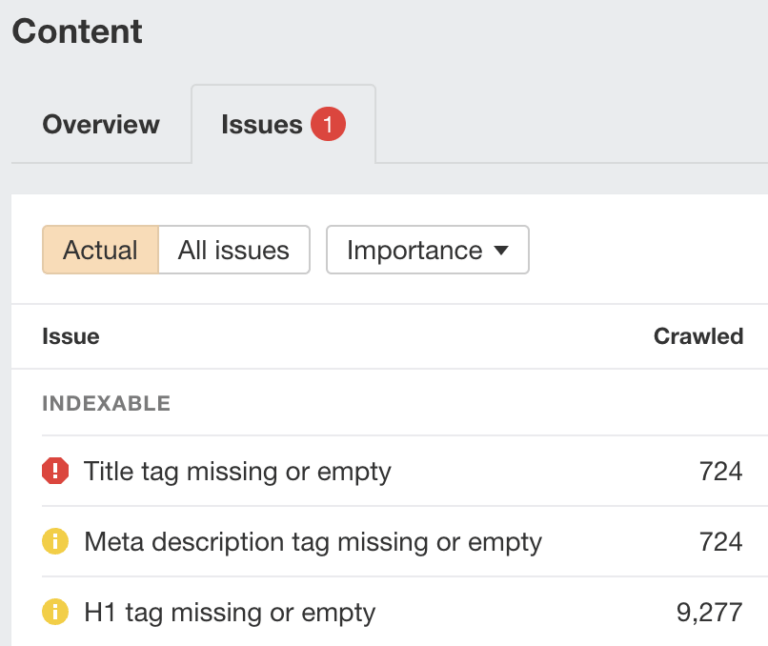 Content
Overview Issues 1
Actual All issues Importance
Issue Crawled
INDEXABLE
Title tag missing or empty 724
Meta description tag missing or empty 724
H1 tag missing or empty 9,277